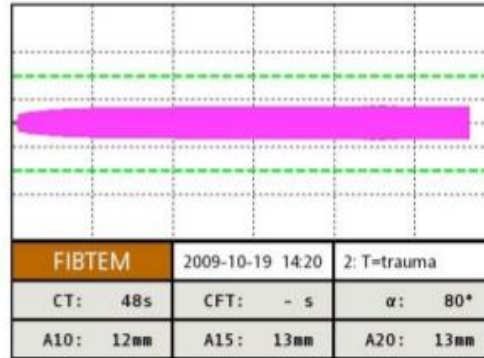 FIBTEM 2009-10-19 14:20 2: T=trauma
CT: 48s CFT: - s α: 80°
A10: 12mm A15: 13mm A20: 13mm